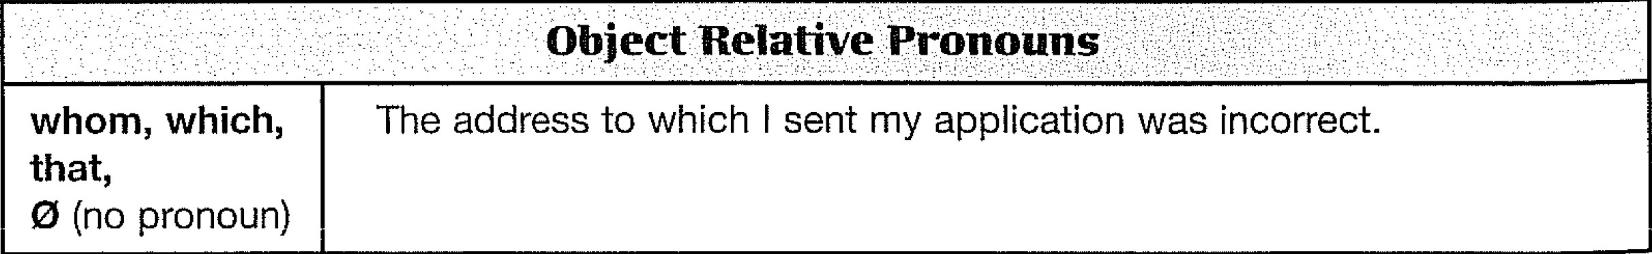 Object Relative Pronouns
whom, which,
that,
Ø (no pronoun)
The address to which I sent my application was incorrect.